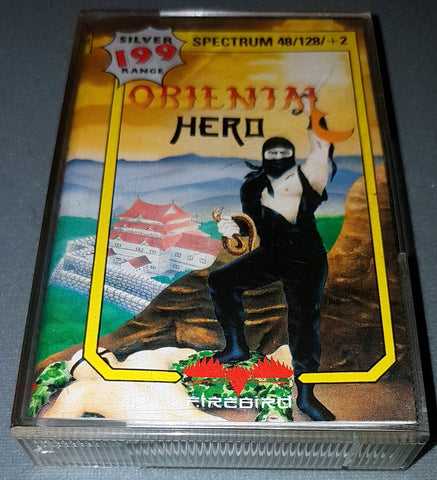 SILVER
199
RANGE
SPECTRUM 48/128/+2
ORIENTAL
HERO
FIREBIRD